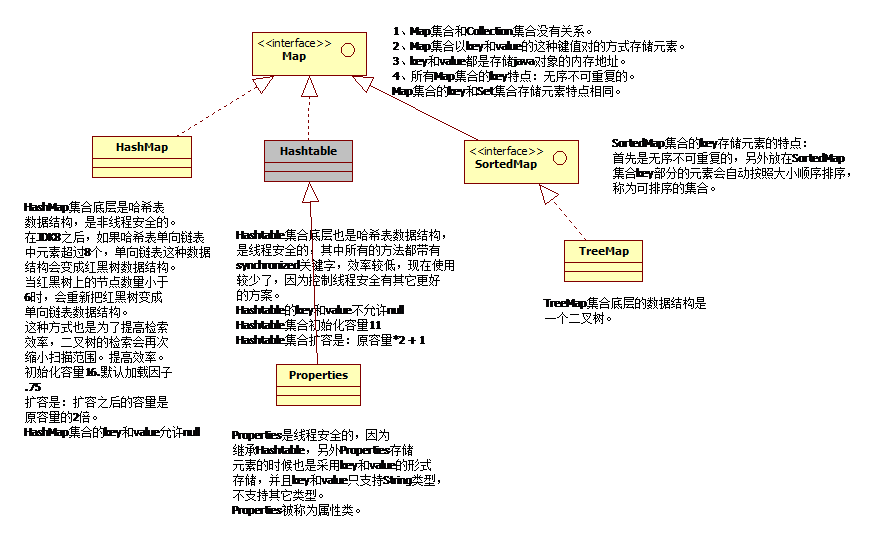 <<interface>>
Map
1、Map集合和Collection集合没有关系。
2、Map集合以key和value的这种键值对的方式存储元素。
3、key和value都是存储java对象的内存地址。
4、所有Map集合的key特点：无序不可重复的。
Map集合的key和Set集合存储元素特点相同。
HashMap
Hashtable
<<interface>>
SortedMap
SortedMap集合的key存储元素的特点：
首先是无序不可重复的，另外放在SortedMap
集合key部分的元素会自动按照大小顺序排序，
称为可排序的集合。
HashMap集合底层是哈希表
数据结构，是非线程安全的。
在JDK8之后，如果哈希表单向链表
中元素超过8个，单向链表这种数据
结构会变成红黑树数据结构。
当红黑树上的节点数量小于
6时，会重新把红黑树变成
单向链表数据结构。
这种方式也是为了提高检索
效率，二叉树的检索会再次
缩小扫描范围。提高效率。
初始化容量16.默认加载因子
.75
扩容是：扩容之后的容量是
原容量的2倍。
HashMap集合的key和value允许null
Hashtable集合底层也是哈希表数据结构，
是线程安全的，其中所有的方法都带有
synchronized关键字，效率较低，现在使用
较少了，因为控制线程安全有其它更好
的方案。
Hashtable的key和value不允许null
Hashtable集合初始化容量11
Hashtable集合扩容是：原容量*2 + 1
TreeMap
TreeMap集合底层的数据结构是
一个二叉树。
Properties
Properties是线程安全的，因为
继承Hashtable，另外Properties存储
元素的时候也是采用key和value的形式
存储，并且key和value只支持String类型，
不支持其它类型。
Properties被称为属性类。